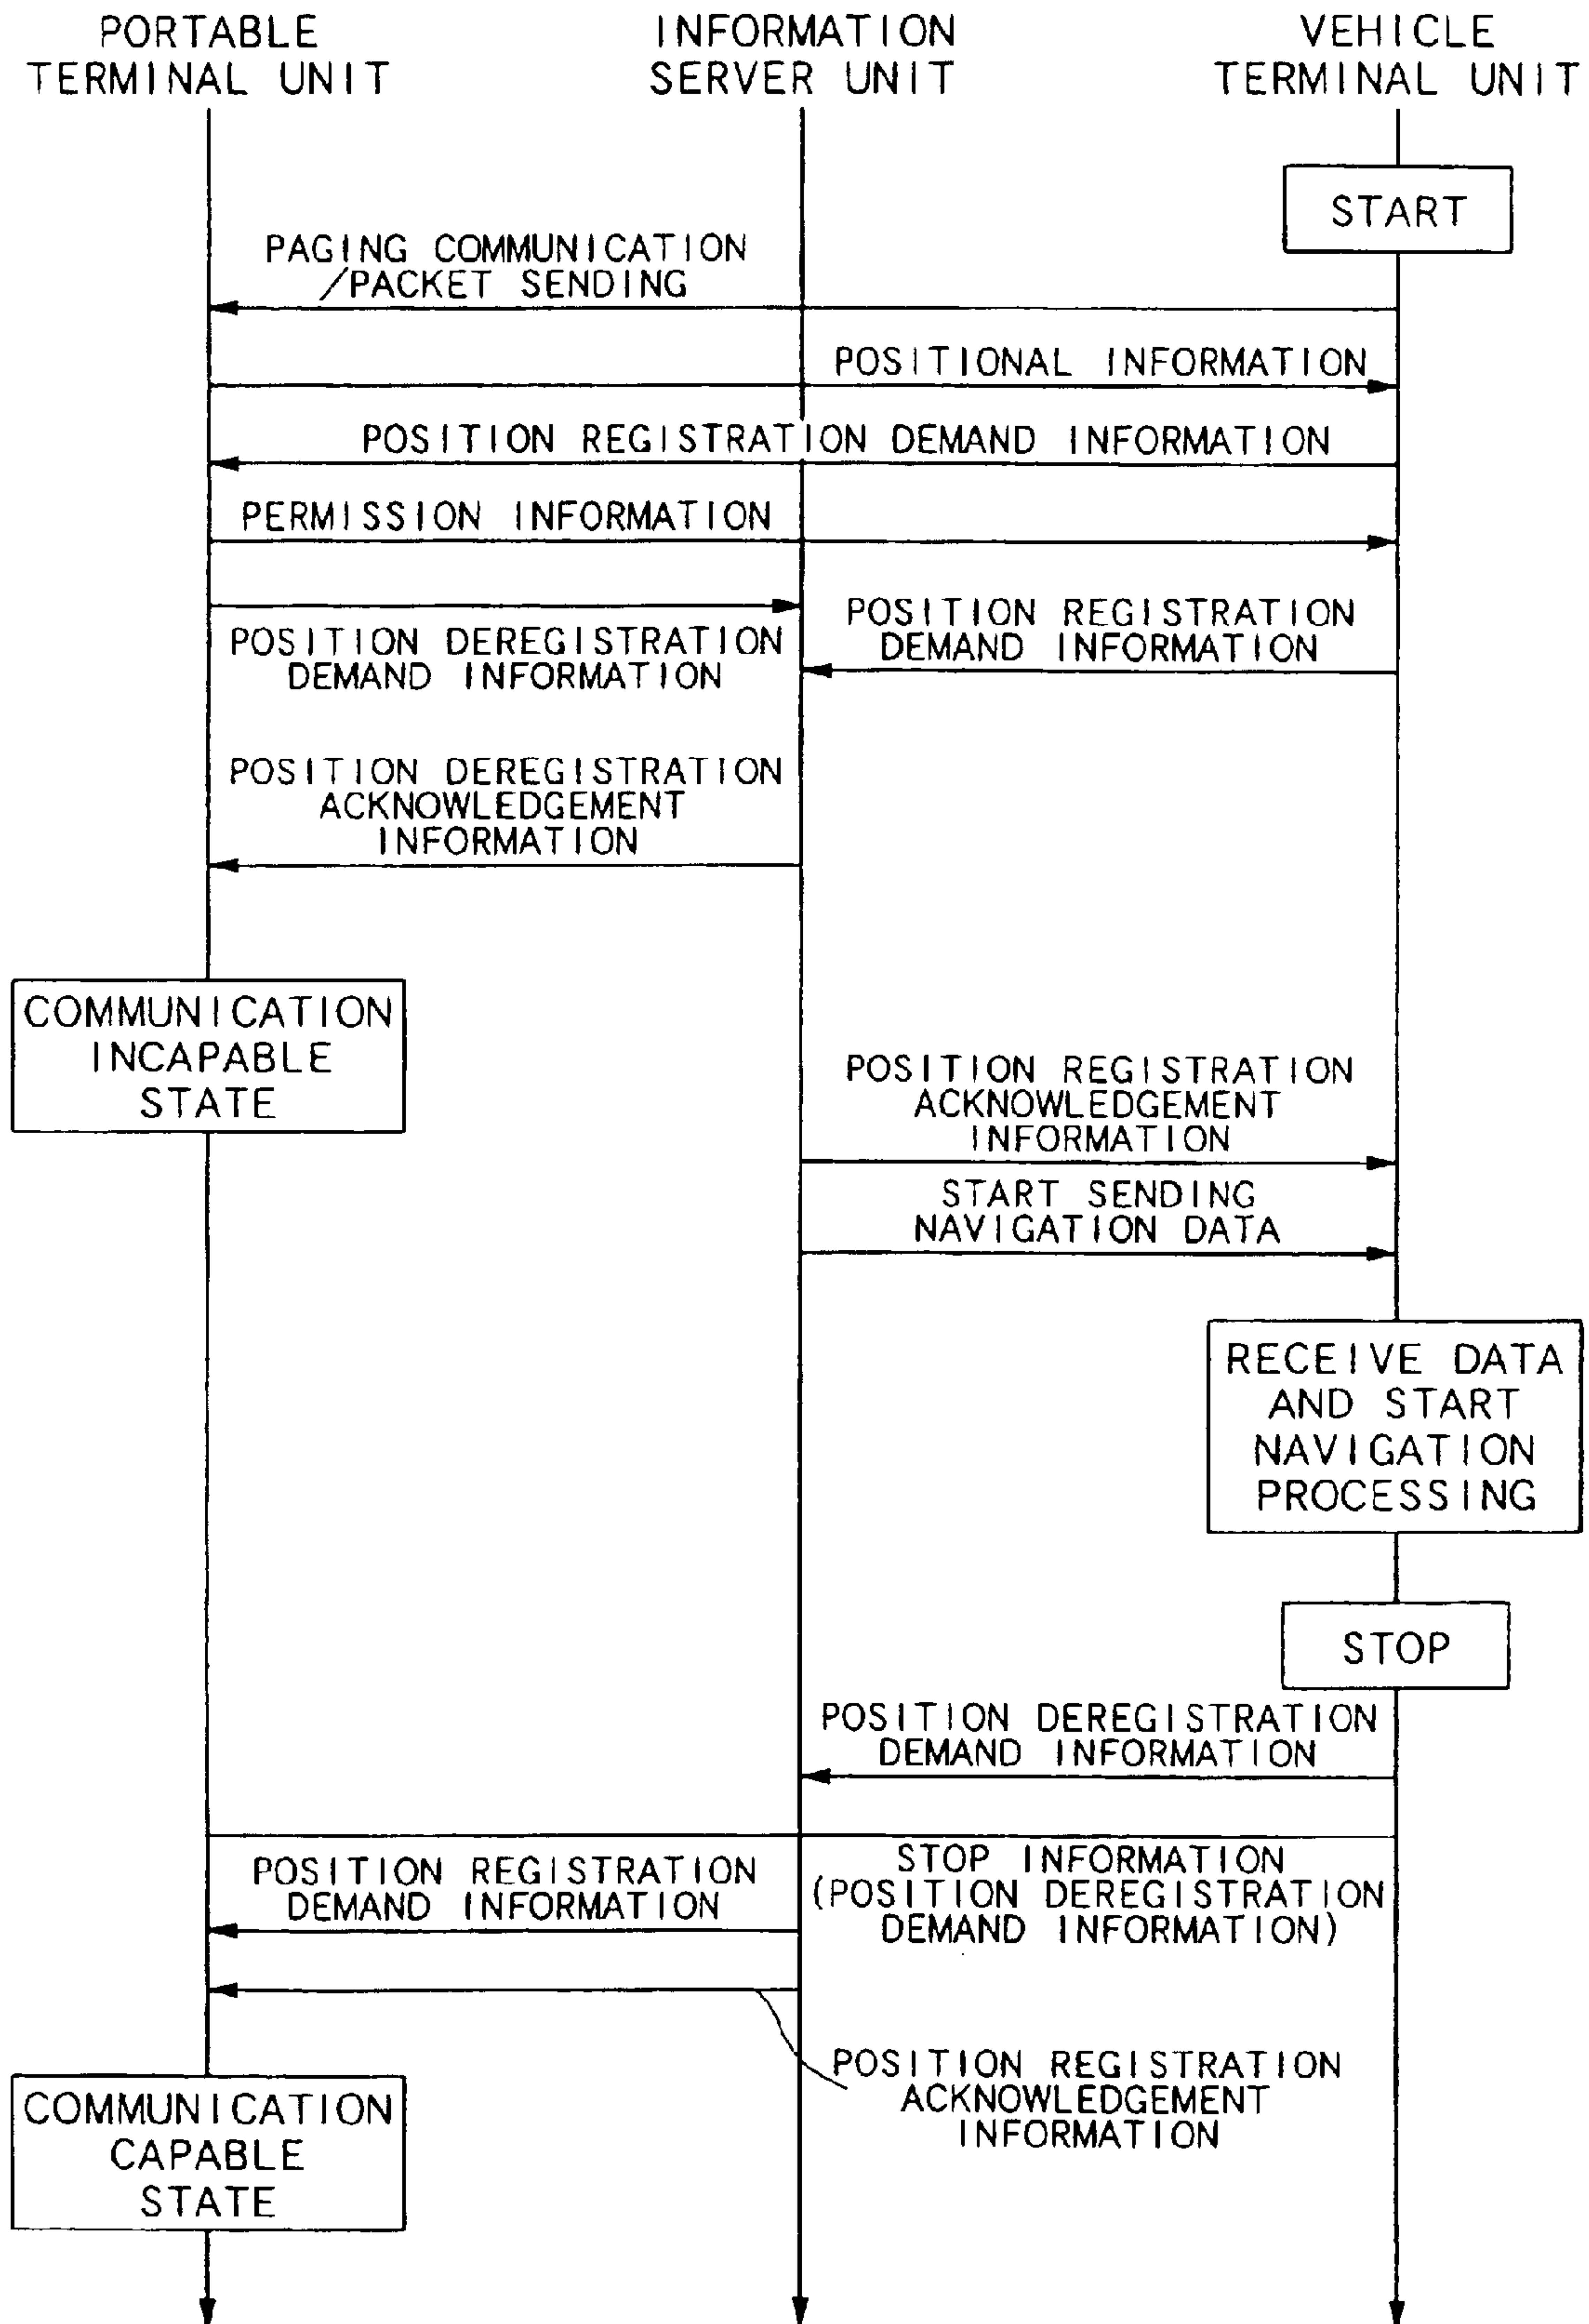 PORTABLE
TERMINAL UNIT
INFORMATION
SERVER UNIT
VEHICLE
TERMINAL UNIT
START
PAGING COMMUNICATION
/PACKET SENDING
POSITIONAL INFORMATION
POSITION REGISTRATION DEMAND INFORMATION
PERMISSION INFORMATION
POSITION DEREGISTRATION
DEMAND INFORMATION
POSITION REGISTRATION
DEMAND INFORMATION
POSITION DEREGISTRATION
ACKNOWLEDGEMENT
INFORMATION
COMMUNICATION
INCAPABLE
STATE
POSITION REGISTRATION
ACKNOWLEDGEMENT
INFORMATION
START SENDING
NAVIGATION DATA
RECEIVE DATA
AND START
NAVIGATION
PROCESSING
STOP
POSITION DEREGISTRATION
DEMAND INFORMATION
STOP INFORMATION
(POSITION DEREGISTRATION
DEMAND INFORMATION)
POSITION REGISTRATION
DEMAND INFORMATION
POSITION REGISTRATION
ACKNOWLEDGEMENT
INFORMATION
COMMUNICATION
CAPABLE
STATE